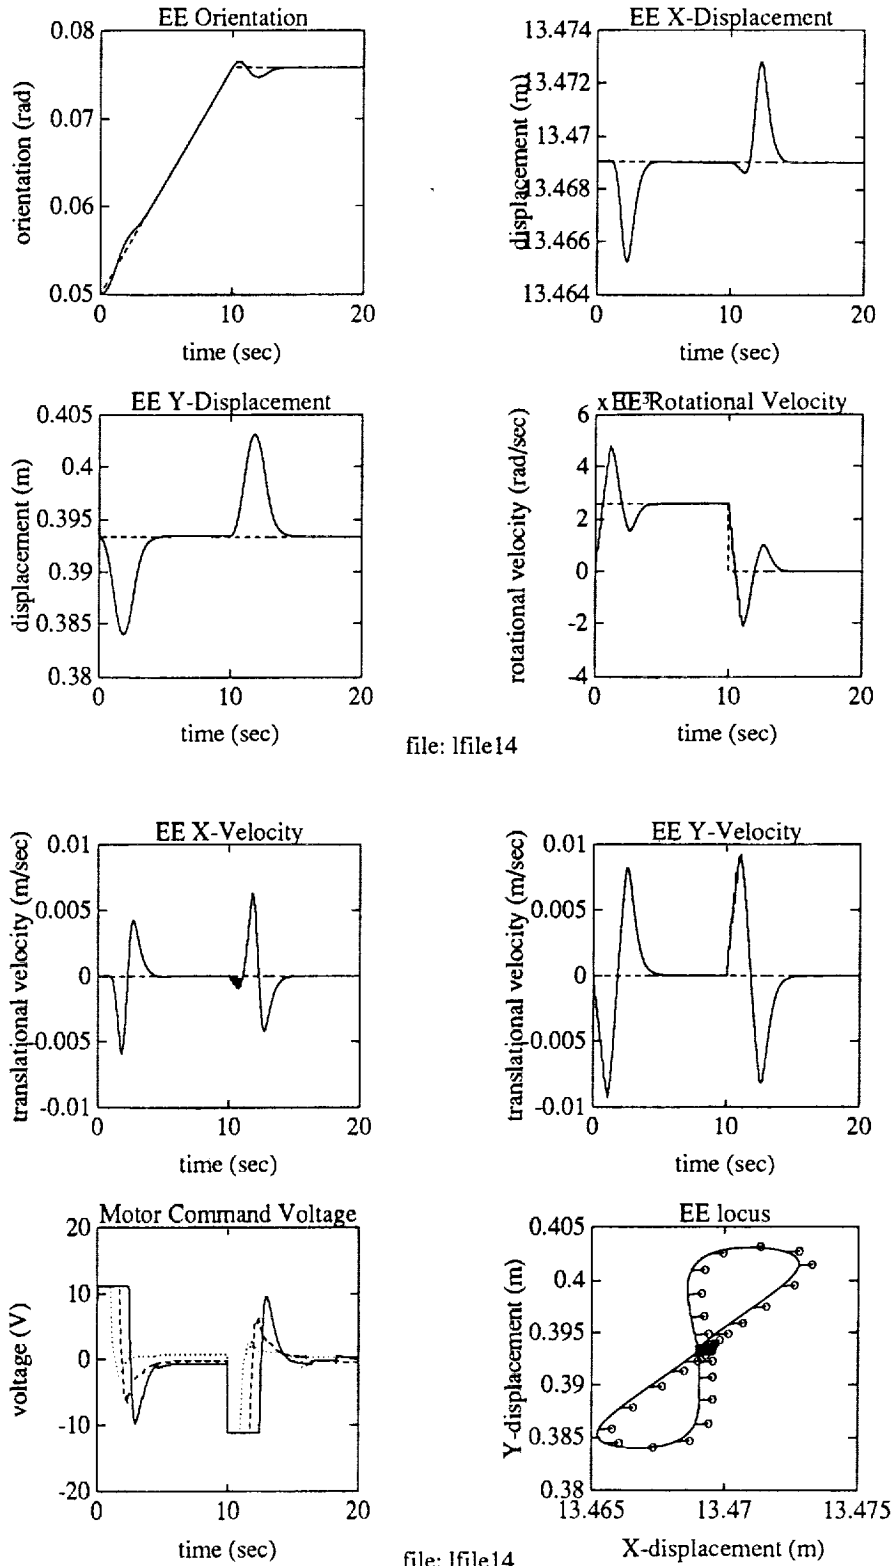 EE Orientation
0.08
0.07
0.06
0.05
0
10
20
orientation (rad)
time (sec)
EE X-Displacement
13.474
13.472
13.47
13.468
13.466
13.464
0
10
20
displacement (m)
time (sec)
EE Y-Displacement
0.405
0.4
0.395
0.39
0.385
0.38
0
10
20
displacement (m)
time (sec)
EE Rotational Velocity
6
4
2
0
-2
-4
0
10
20
rotational velocity (rad/sec)
time (sec)
file: lfile14
EE X-Velocity
0.01
0.005
0
-0.005
-0.01
0
10
20
translational velocity (m/sec)
time (sec)
EE Y-Velocity
0.01
0.005
0
-0.005
-0.01
0
10
20
translational velocity (m/sec)
time (sec)
Motor Command Voltage
20
10
0
-10
-20
0
10
20
voltage (V)
time (sec)
EE locus
0.405
0.4
0.395
0.39
0.385
0.38
13.465
13.47
13.475
Y-displacement (m)
X-displacement (m)
file: lfile14